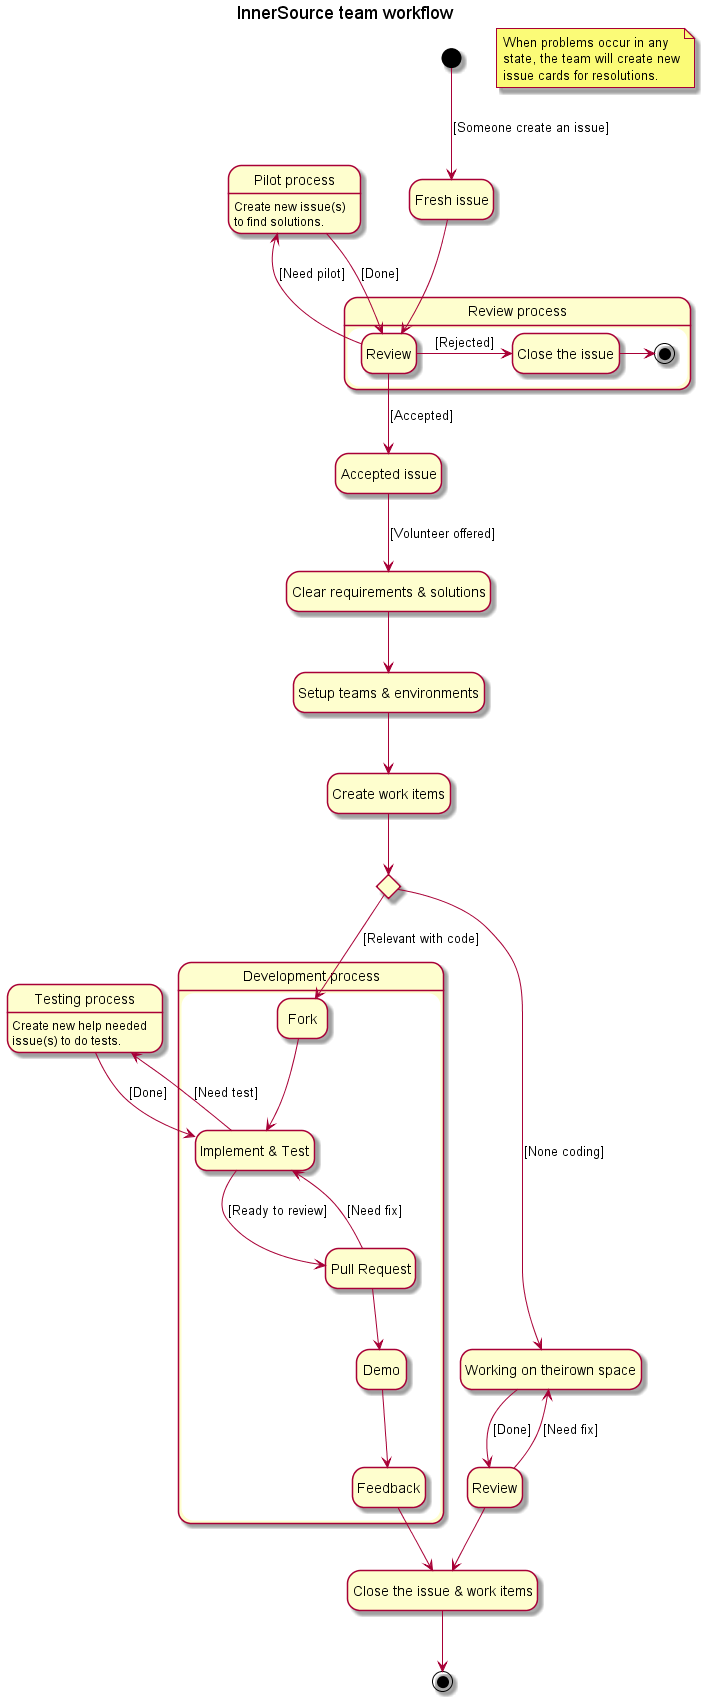 InnerSource team workflow
When problems occur in any
state, the team will create new
issue cards for resolutions.
[Someone create an issue]
Pilot process
Create new issue(s)
to find solutions.
Fresh issue
[Need pilot]
[Done]
Review process
Review
[Rejected]
Close the issue
[Accepted]
Accepted issue
[Volunteer offered]
Clear requirements & solutions
Setup teams & environments
Create work items
[Relevant with code]
Development process
Testing process
Create new help needed
issue(s) to do tests.
Fork
[Done]
[Need test]
[None coding]
Implement & Test
[Ready to review]
[Need fix]
Pull Request
Demo
Working on theirown space
[Done]
[Need fix]
Feedback
Review
Close the issue & work items